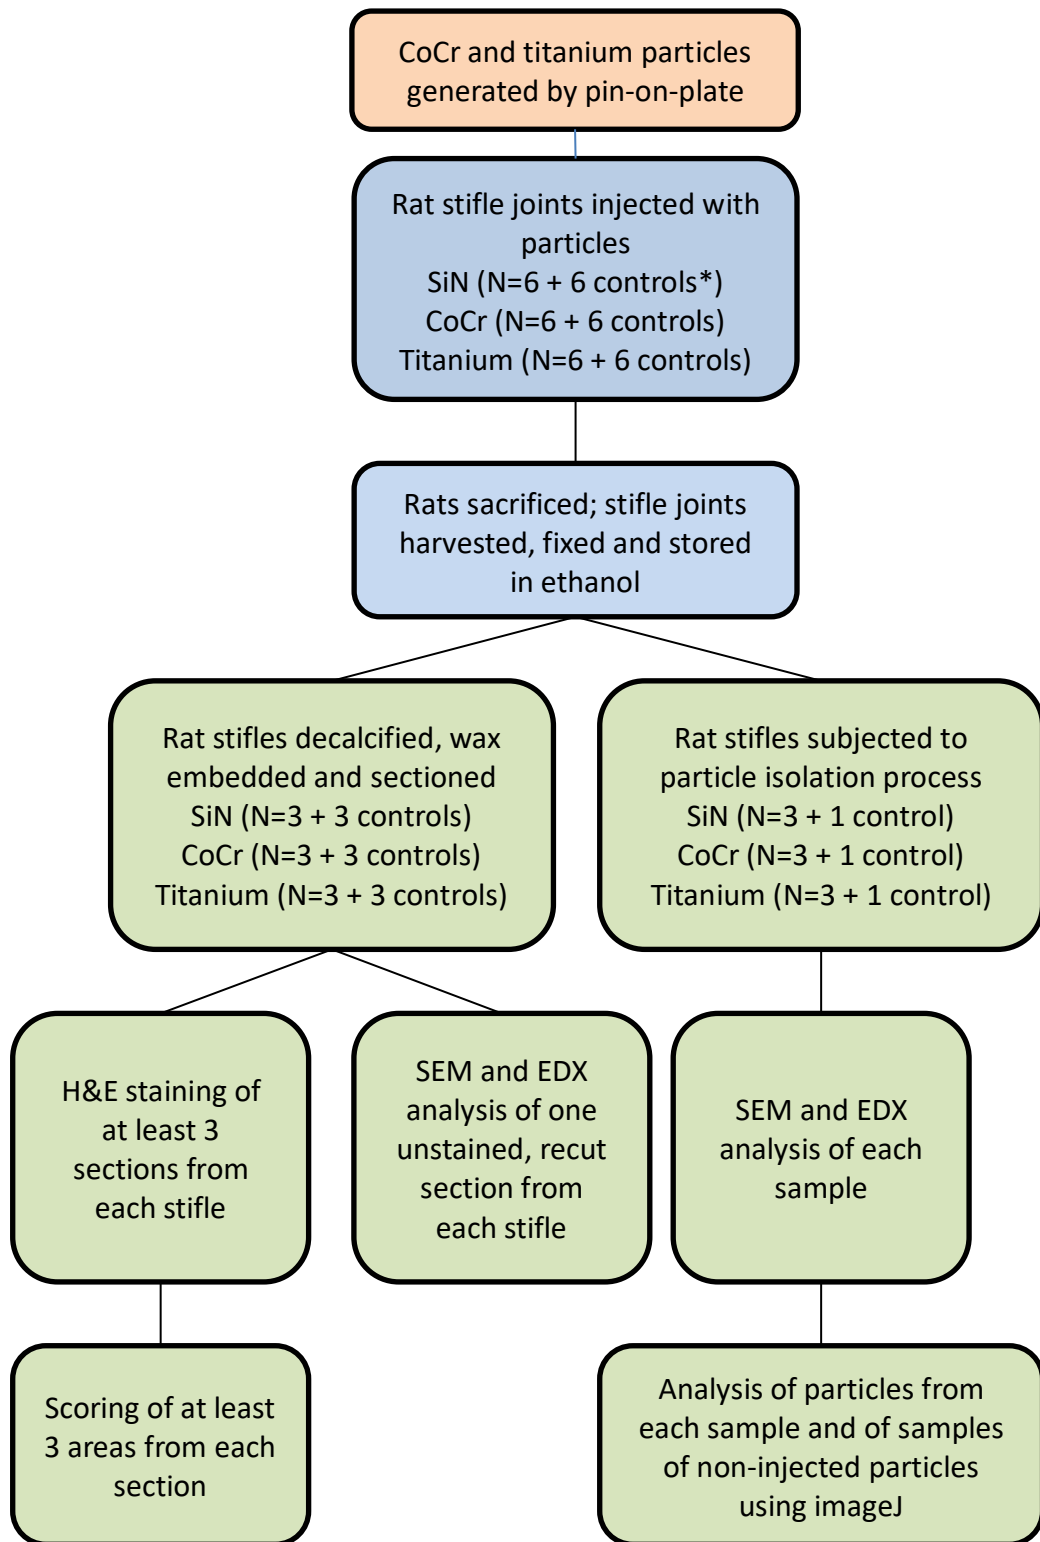 CoCr and titanium particles
generated by pin-on-plate
Rat stifle joints injected with
particles
SiN (N=6 + 6 controls*)
CoCr (N=6 + 6 controls)
Titanium (N=6 + 6 controls)
Rats sacrificed; stifle joints
harvested, fixed and stored
in ethanol
Rat stifles decalcified, wax
embedded and sectioned
SiN (N=3 + 3 controls)
CoCr (N=3 + 3 controls)
Titanium (N=3 + 3 controls)
Rat stifles subjected to
particle isolation process
SiN (N=3 + 1 control)
CoCr (N=3 + 1 control)
Titanium (N=3 + 1 control)
H&E staining of
at least 3
sections from
each stifle
SEM and EDX
analysis of one
unstained, recut
section from
each stifle
SEM and EDX
analysis of each
sample
Scoring of at least
3 areas from each
section
Analysis of particles from
each sample and of samples
of non-injected particles
using imageJ